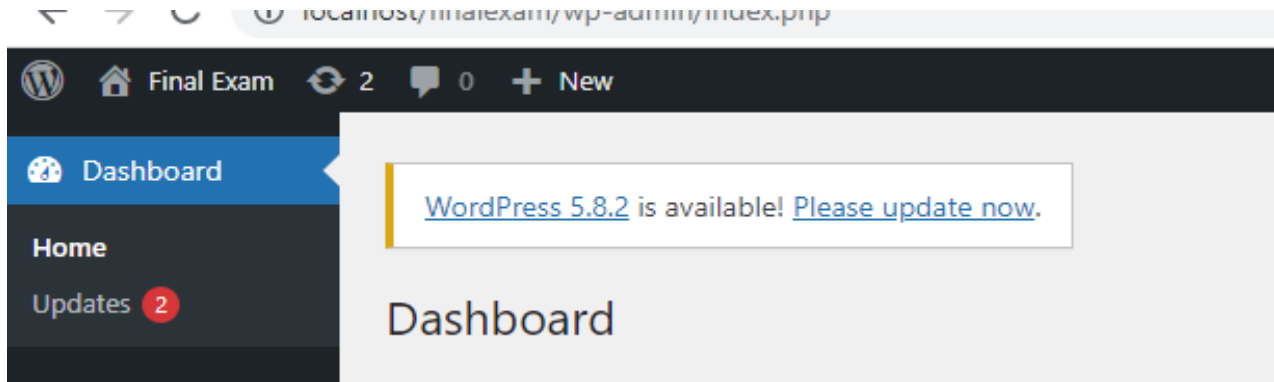 localhost/finalexam/wp-admin/index.php
Final Exam 2 0 + New
Dashboard
WordPress 5.8.2 is available! Please update now.
Home
Updates 2
Dashboard